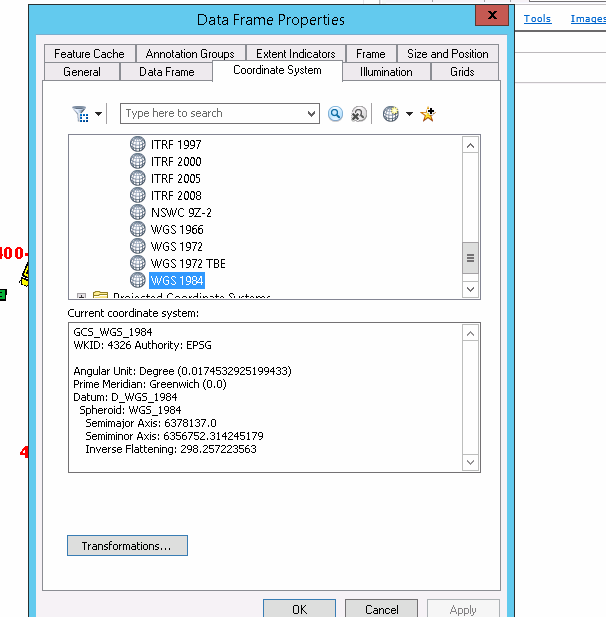 Data Frame Properties
x
Tools
Images
Feature Cache
Annotation Groups
Extent Indicators
Frame
Size and Position
General
Data Frame
Coordinate System
Illumination
Grids
Type here to search
ITRF 1997
ITRF 2000
ITRF 2005
ITRF 2008
NSWC 9Z-2
WGS 1966
WGS 1972
WGS 1972 TBE
WGS 1984
Projected Coordinate Systems
Current coordinate system:
GCS_WGS_1984
WKID: 4326 Authority: EPSG
Angular Unit: Degree (0.0174532925199433)
Prime Meridian: Greenwich (0.0)
Datum: D_WGS_1984
Spheroid: WGS_1984
Semimajor Axis: 6378137.0
Semiminor Axis: 6356752.314245179
Inverse Flattening: 298.257223563
400-
4
Transformations...
OK
Cancel
Apply